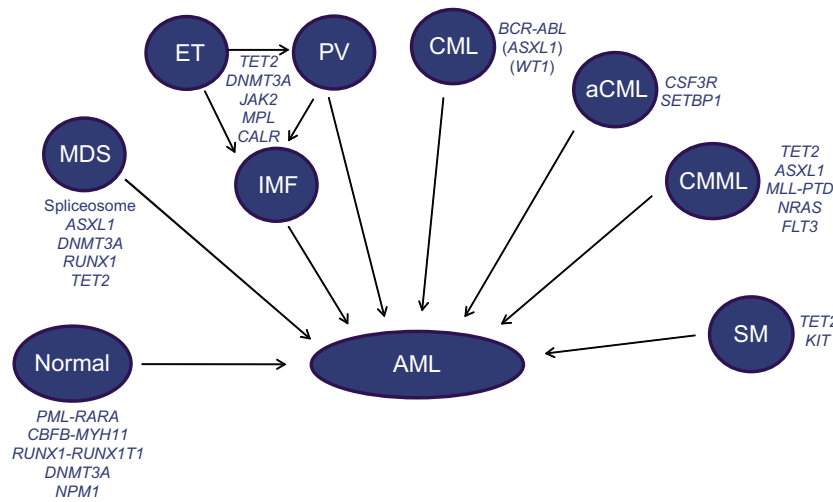 ET
PV
TET2
DNMT3A
JAK2
MPL
CALR
CML
BCR-ABL
(ASXL1)
(WT1)
aCML
CSF3R
SETBP1
MDS
Spliceosome
ASXL1
DNMT3A
RUNX1
TET2
IMF
CMML
TET2
ASXL1
MLL-PTD
NRAS
FLT3
SM
TET2
KIT
Normal
PML-RARA
CBFB-MYH11
RUNX1-RUNX1T1
DNMT3A
NPM1
AML